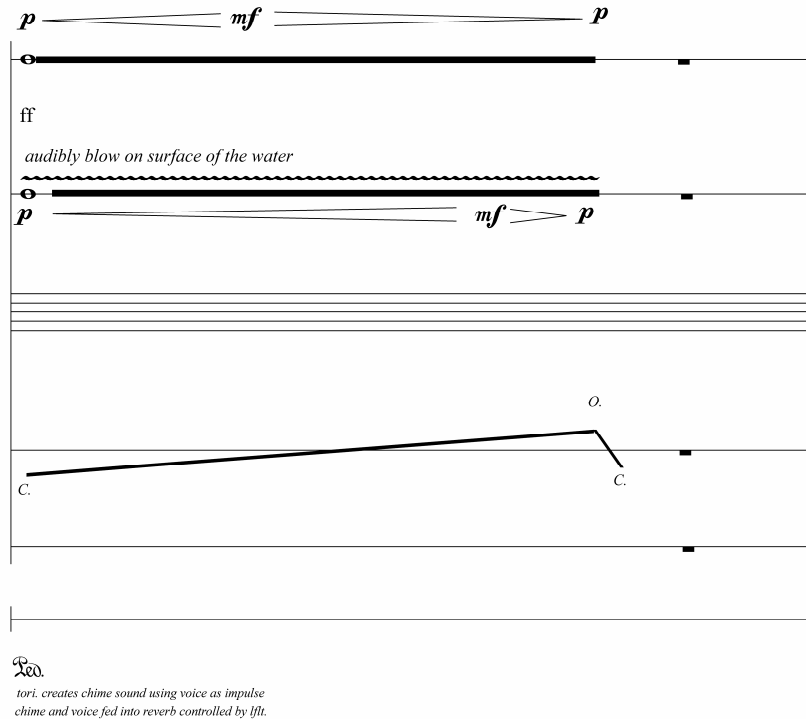 p mf p
ff
audibly blow on surface of the water
p mf p
O.
C. C.
Ped.
tori. creates chime sound using voice as impulse
chime and voice fed into reverb controlled by lflt.